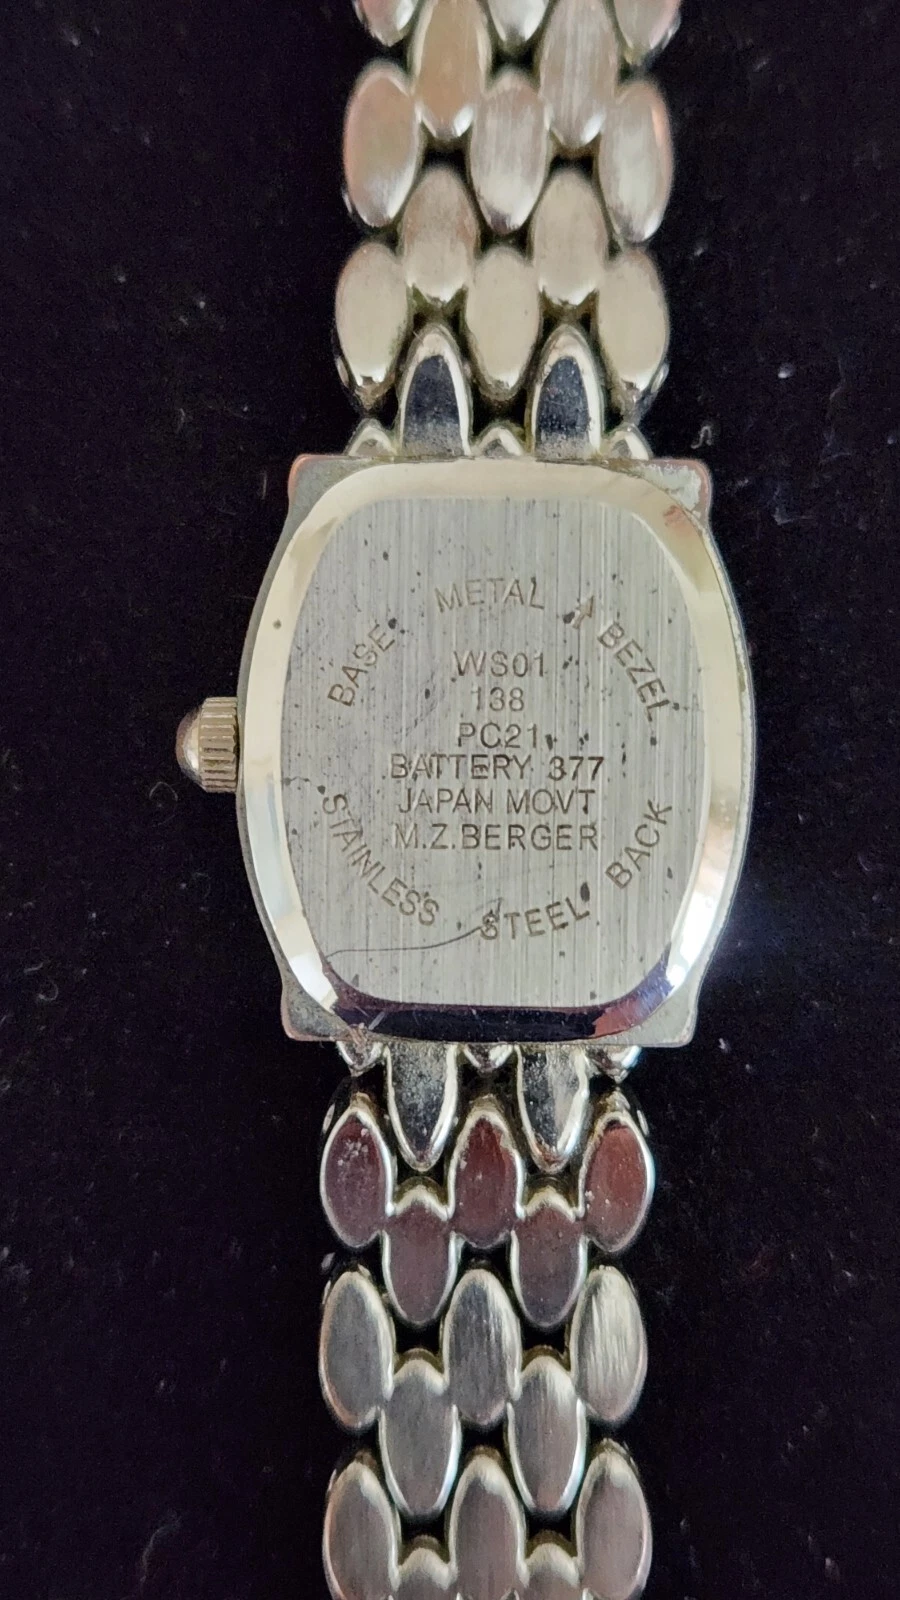 BASE METAL BEZEL
WS01
138
PC21
BATTERY 377
JAPAN MOVT
M.Z.BERGER
STAINLESS STEEL BACK